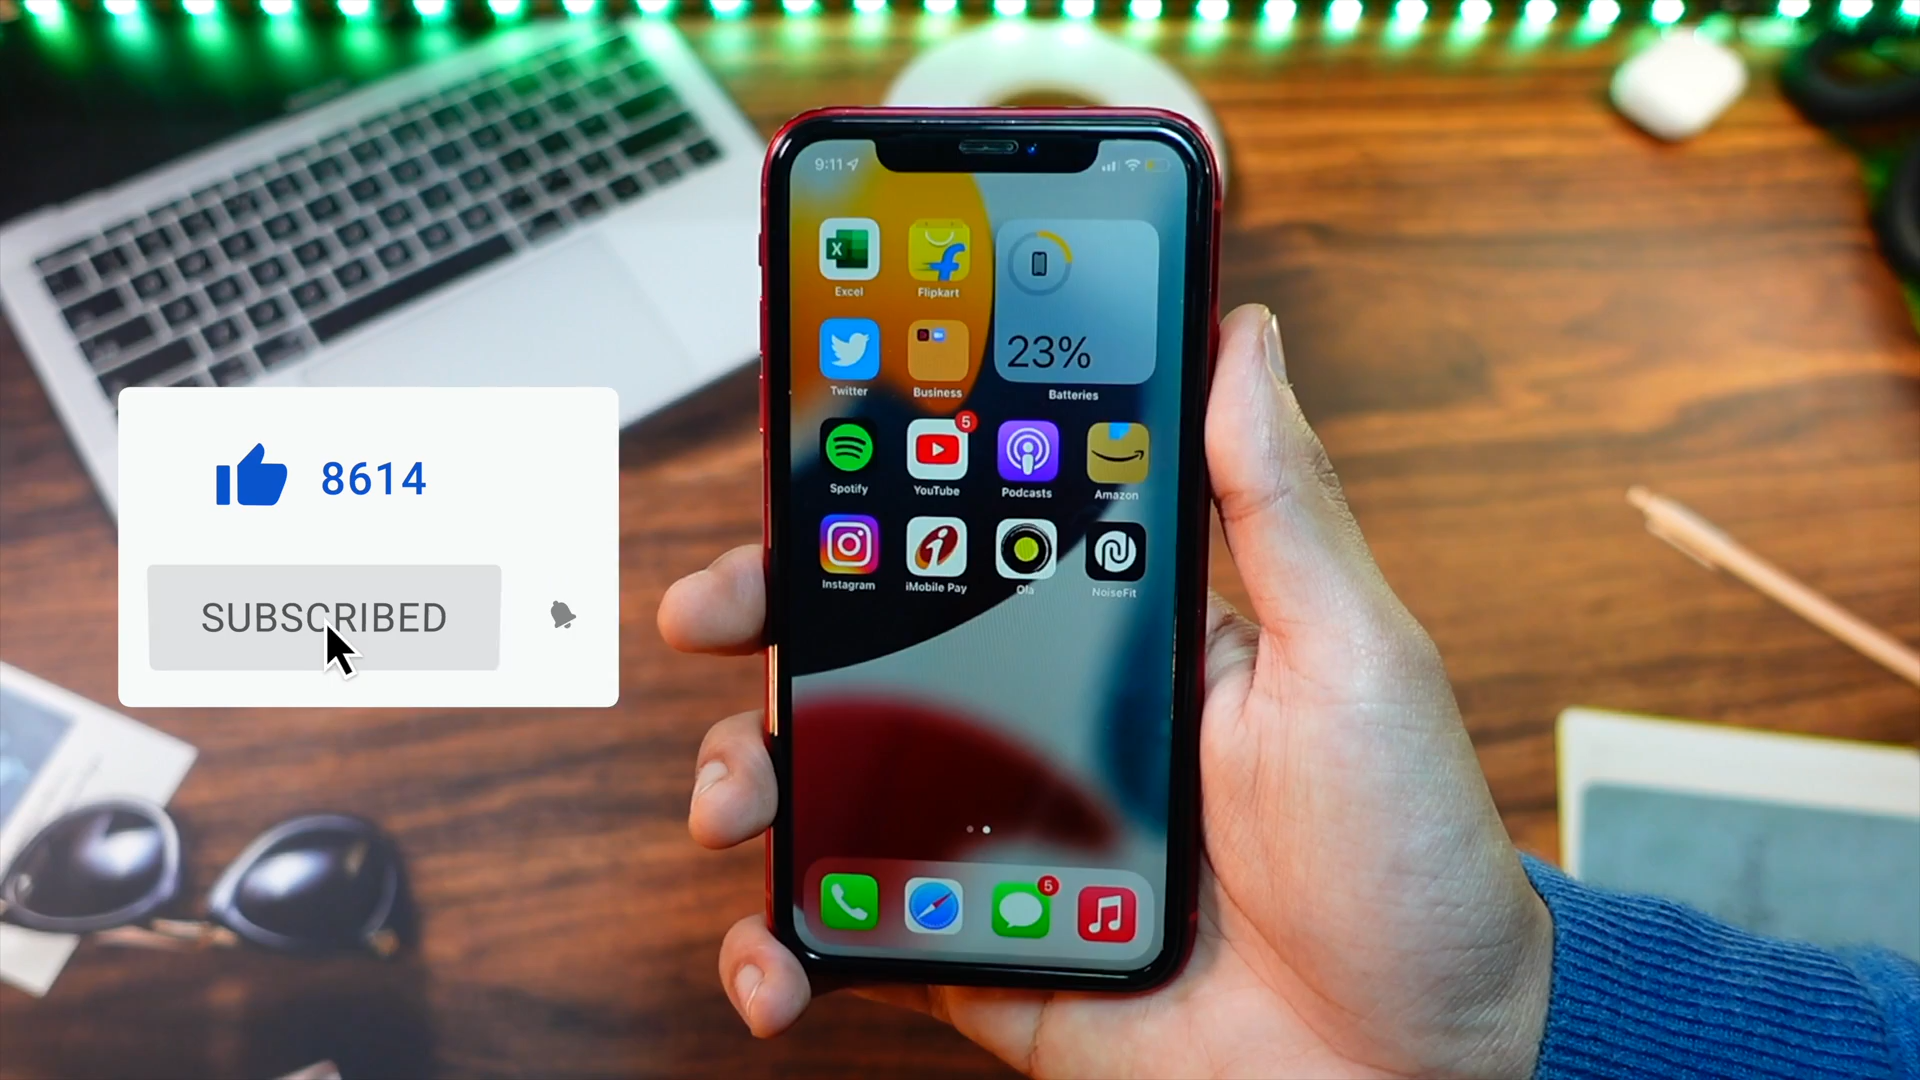 9:11
Excel
Flipkart
23%
Twitter
Business
Batteries
5
Spotify
YouTube
Podcasts
Amazon
Instagram
iMobile Pay
Ola
NoiseFit
5
8614
SUBSCRIBED